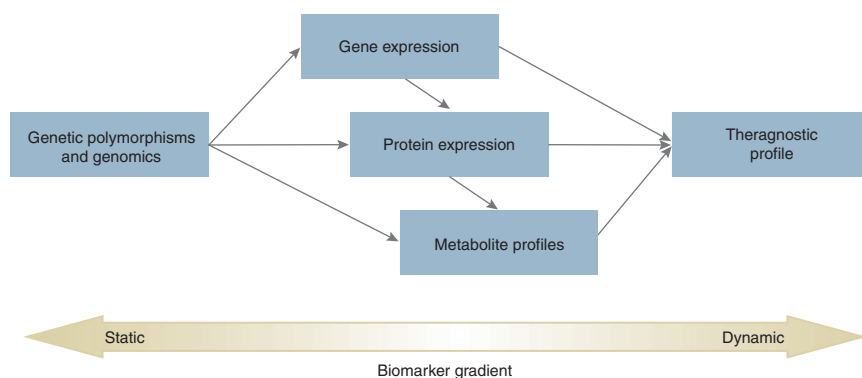 Gene expression
Genetic polymorphisms
and genomics
Protein expression
Theragnostic
profile
Metabolite profiles
Static
Dynamic
Biomarker gradient